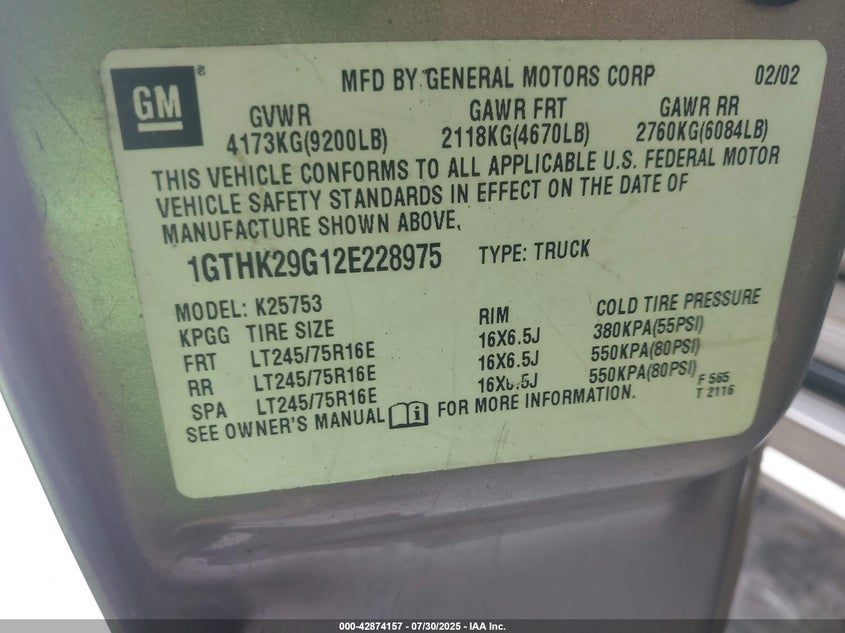 GM ®
MFD BY GENERAL MOTORS CORP 02/02
GVWR GAWR FRT GAWR RR
4173KG(9200LB) 2118KG(4670LB) 2760KG(6084LB)
THIS VEHICLE CONFORMS TO ALL APPLICABLE U.S. FEDERAL MOTOR
VEHICLE SAFETY STANDARDS IN EFFECT ON THE DATE OF
MANUFACTURE SHOWN ABOVE.
1GTHK29G12E228975 TYPE: TRUCK
MODEL: K25753
KPGG TIRE SIZE RIM COLD TIRE PRESSURE
FRT LT245/75R16E 16X6.5J 380KPA(55PSI)
RR LT245/75R16E 16X6.5J 550KPA(80PSI)
SPA LT245/75R16E 16X6.5J 550KPA(80PSI)
SEE OWNER'S MANUAL i FOR MORE INFORMATION.
F 585
T 2116
000-42874157 - 07/30/2025 - IAA Inc.